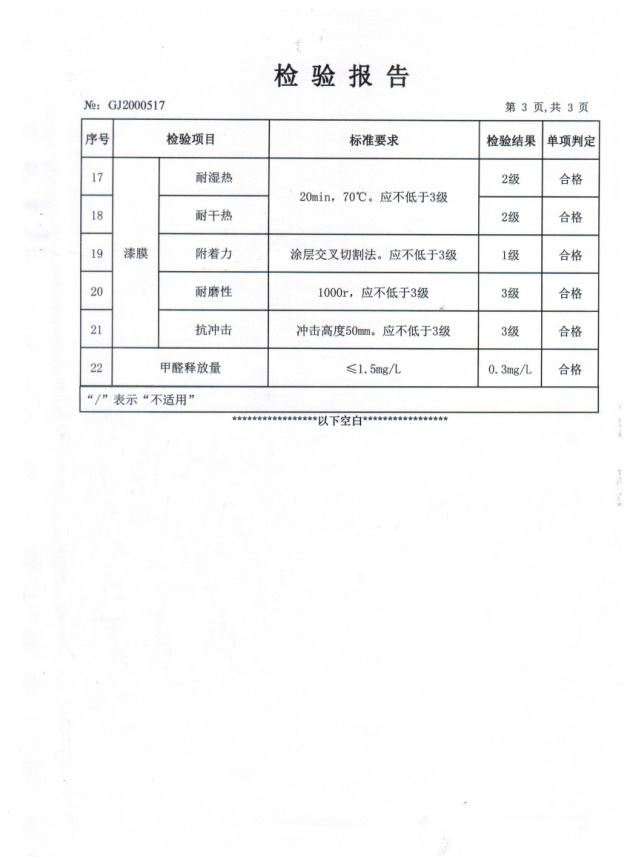 检验报告
№: GJ2000517
第 3 页,共 3 页
序号 检验项目 标准要求 检验结果 单项判定
17 漆膜 耐湿热 20min, 70℃。应不低于3级 2级 合格
18 耐干热 2级 合格
19 附着力 涂层交叉切割法。应不低于3级 1级 合格
20 耐磨性 1000r, 应不低于3级 3级 合格
21 抗冲击 冲击高度50mm。应不低于3级 3级 合格
22 甲醛释放量 ≤1.5mg/L 0.3mg/L 合格
“/”表示“不适用”
*****************以下空白*****************